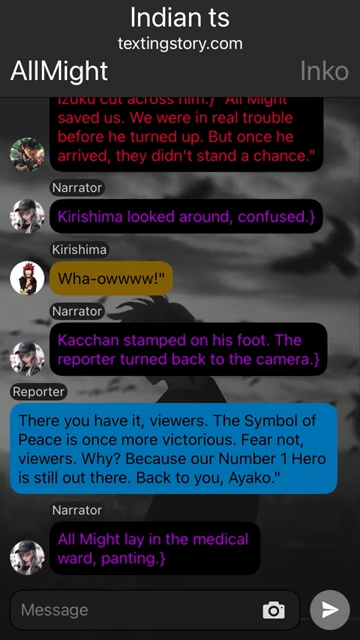 Indian ts
textingstory.com
AllMight
Inko
Izuku cut across him.} "All Might
saved us. We were in real trouble
before he turned up. But once he
arrived, they didn't stand a chance."
Narrator
Kirishima looked around, confused.}
Kirishima
Wha-owwww!"
Narrator
Kacchan stamped on his foot. The
reporter turned back to the camera.}
Reporter
There you have it, viewers. The Symbol of
Peace is once more victorious. Fear not,
viewers. Why? Because our Number 1 Hero
is still out there. Back to you, Ayako."
Narrator
All Might lay in the medical
ward, panting.}
Message